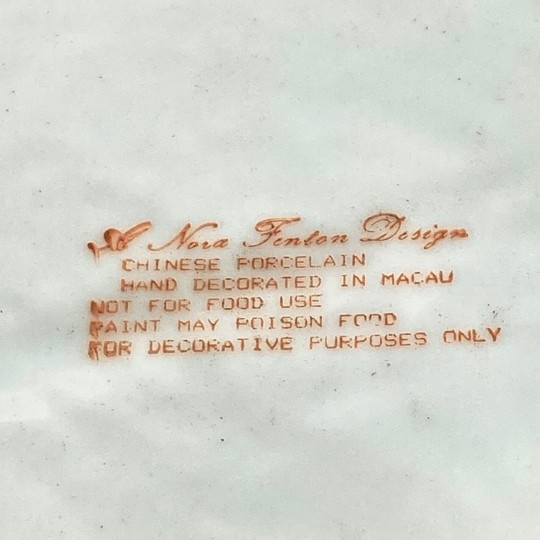 A Nora Fenton Design
CHINESE PORCELAIN
HAND DECORATED IN MACAU
NOT FOR FOOD USE
PAINT MAY POISON FOOD
FOR DECORATIVE PURPOSES ONLY